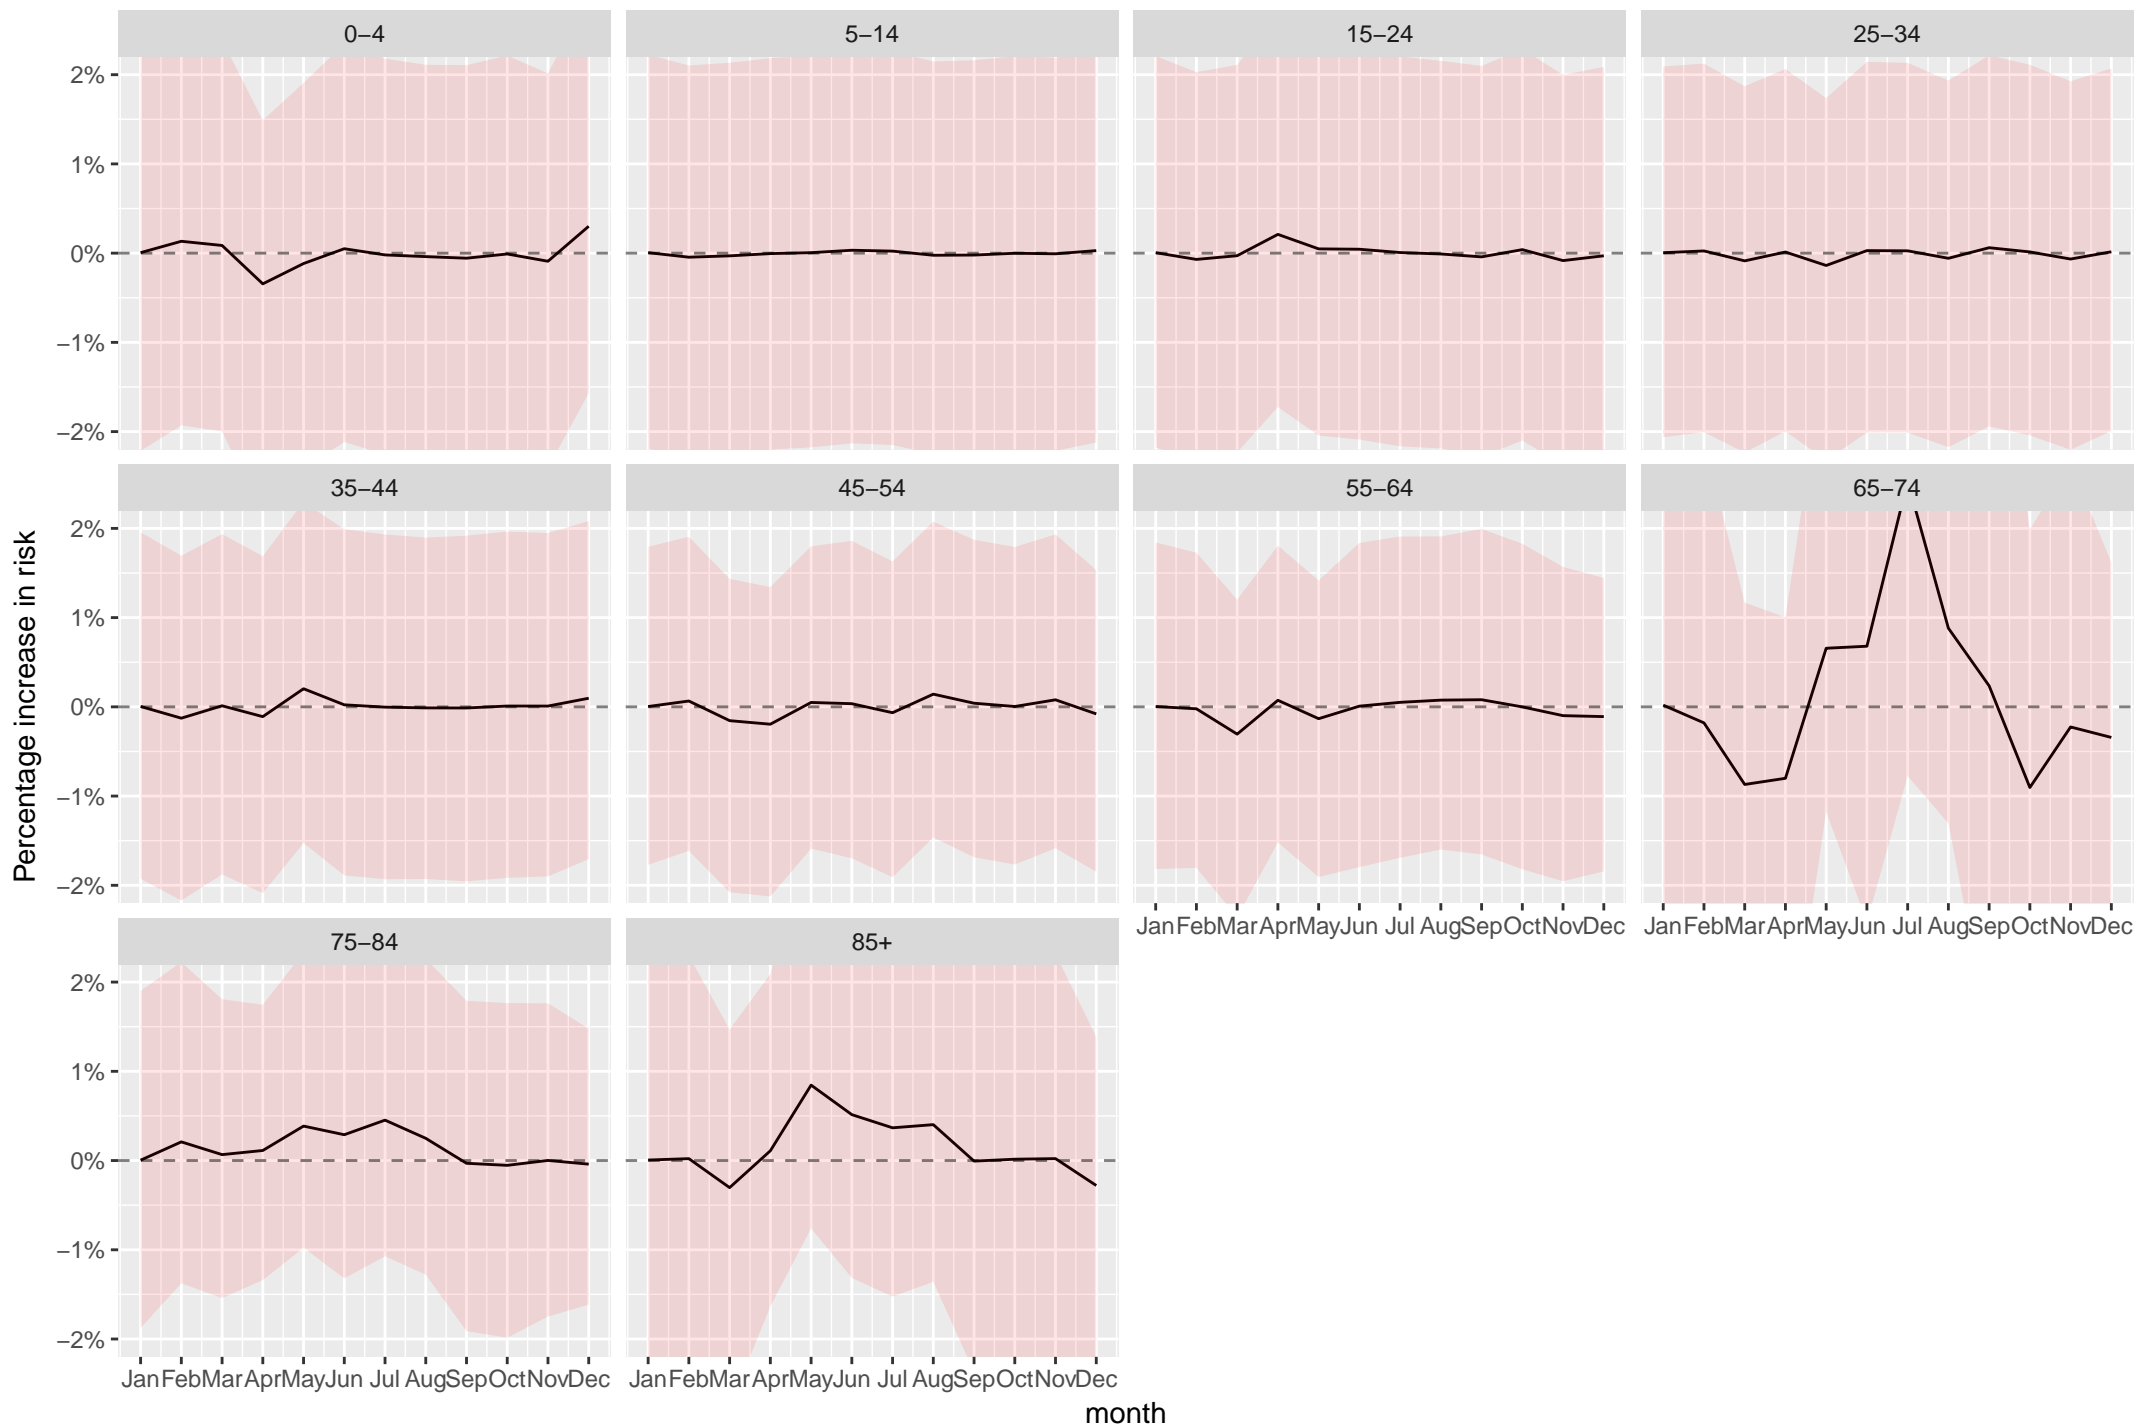 0−4 5−14 15−24 25−34
2%
1%
0%
−1%
−2%
35−44 45−54 55−64 65−74
2%
1%
0%
−1%
−2%
Jan Feb Mar Apr May Jun Jul Aug Sep Oct Nov Dec Jan Feb Mar Apr May Jun Jul Aug Sep Oct Nov Dec
75−84 85+
2%
1%
0%
−1%
−2%
Jan Feb Mar Apr May Jun Jul Aug Sep Oct Nov Dec Jan Feb Mar Apr May Jun Jul Aug Sep Oct Nov Dec
month
Percentage increase in risk